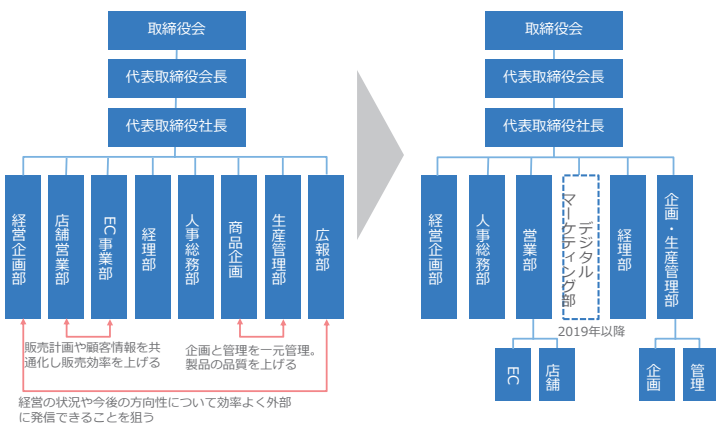 取締役会
代表取締役会長
代表取締役社長
経営企画部
店舗営業部
EC事業部
経理部
人事総務部
商品企画
生産管理部
広報部
販売計画や顧客情報を共
通化し販売効率を上げる
企画と管理を一元管理。
製品の品質を上げる
経営の状況や今後の方向性について効率よく外部
に発信できることを狙う
取締役会
代表取締役会長
代表取締役社長
経営企画部
人事総務部
営業部
デジタル
マーケティング部
経理部
企画・生産管理部
2019年以降
EC
店舗
企画
管理